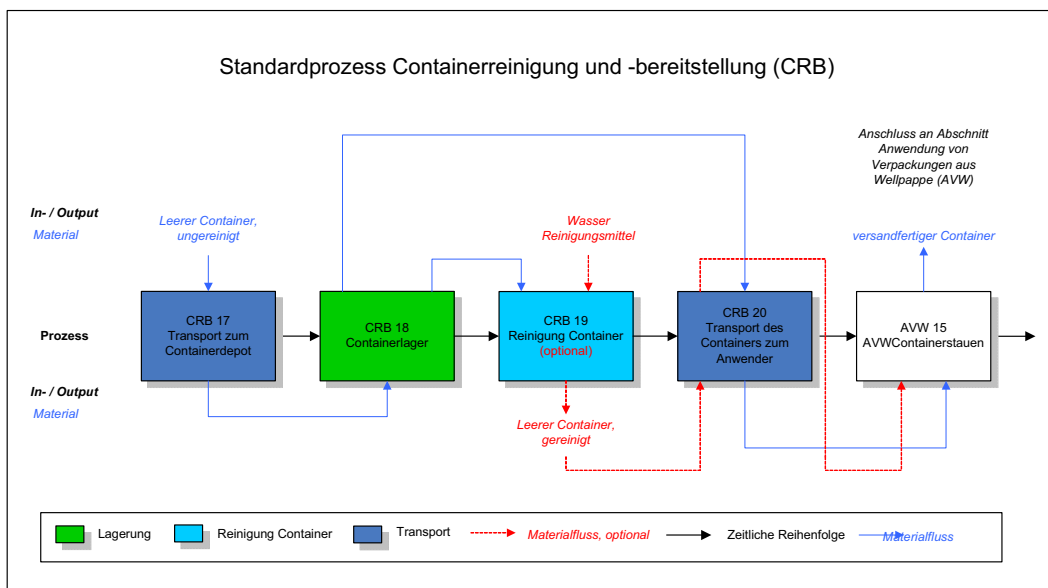 Standardprozess Containerreinigung und -bereitstellung (CRB)
Anschluss an Abschnitt
Anwendung von
Verpackungen aus
Wellpappe (AVW)
In- / Output
Material
Leerer Container,
ungereinigt
Wasser
Reinigungsmittel
versandfertiger Container
Prozess
CRB 17
Transport zum
Containerdepot
CRB 18
Containerlager
CRB 19
Reinigung Container
(optional)
CRB 20
Transport des
Containers zum
Anwender
AVW 15
AVWContainerstauen
In- / Output
Material
Leerer Container,
gereinigt
Lagerung
Reinigung Container
Transport
Materialfluss, optional
Zeitliche Reihenfolge
Materialfluss